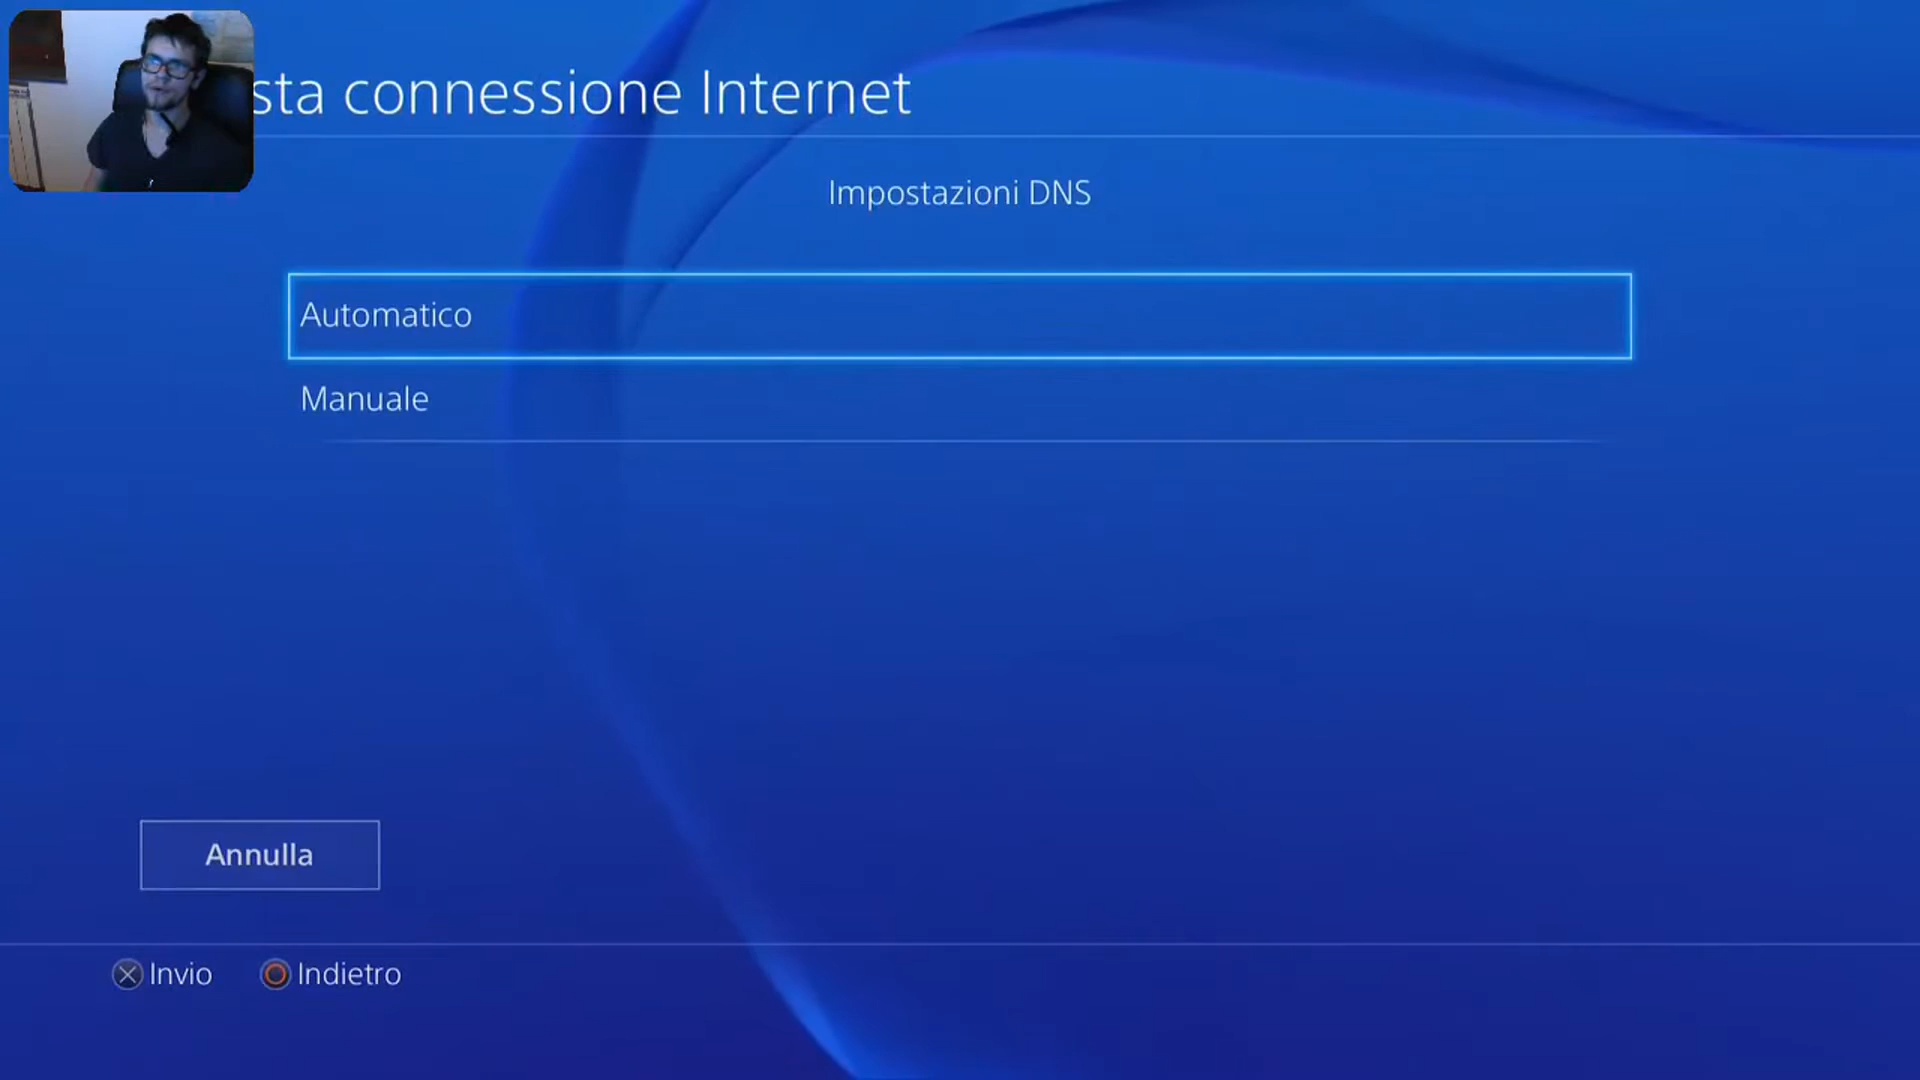 sta connessione Internet
Impostazioni DNS
Automatico
Manuale
Annulla
Invio Indietro